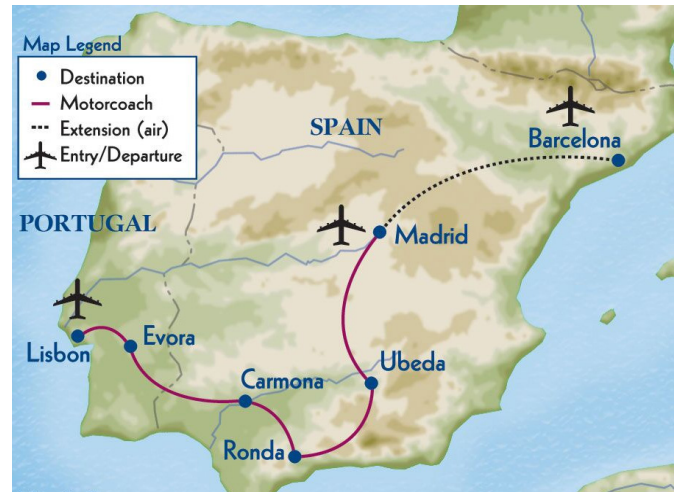 Map Legend
Destination
Motorcoach
Extension (air)
Entry/Departure
SPAIN
Barcelona
PORTUGAL
Madrid
Lisbon
Evora
Carmona
Ubeda
Ronda